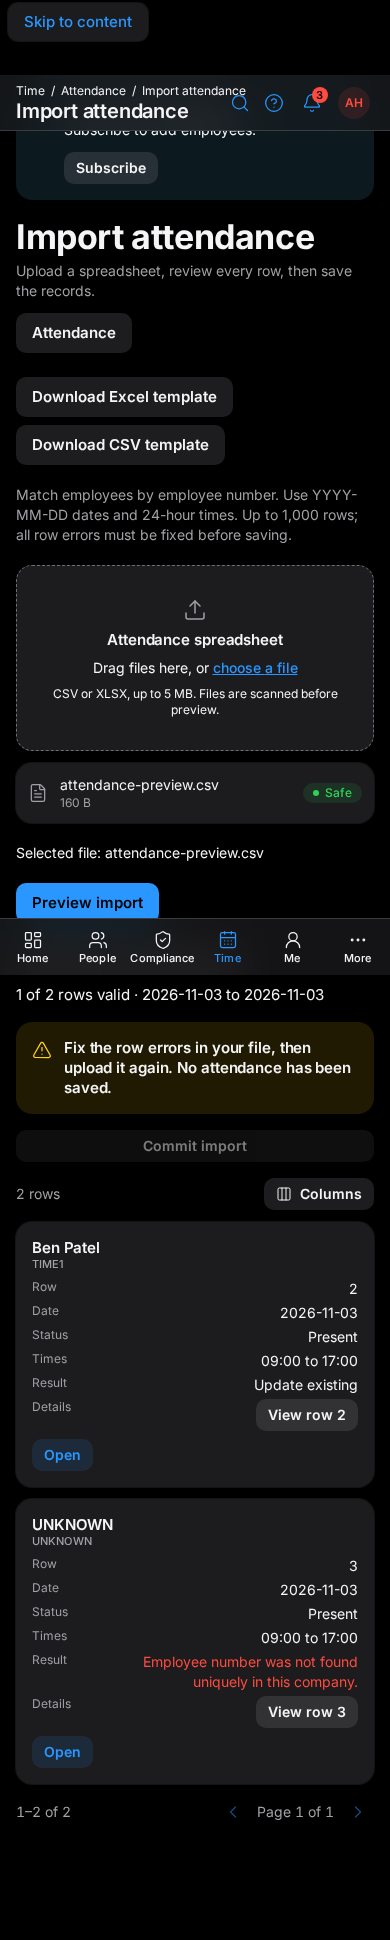 Skip to content
Time / Attendance / Import attendance
Import attendance
3
AH
Subscribe to add employees.
Subscribe
Import attendance
Upload a spreadsheet, review every row, then save
the records.
Attendance
Download Excel template
Download CSV template
Match employees by employee number. Use YYYY-
MM-DD dates and 24-hour times. Up to 1,000 rows;
all row errors must be fixed before saving.
Attendance spreadsheet
Drag files here, or choose a file
CSV or XLSX, up to 5 MB. Files are scanned before
preview.
attendance-preview.csv
160 B
Safe
Selected file: attendance-preview.csv
Preview import
Home
People
Compliance
Time
Me
More
1 of 2 rows valid · 2026-11-03 to 2026-11-03
Fix the row errors in your file, then
upload it again. No attendance has been
saved.
Commit import
2 rows
Columns
Ben Patel
TIME1
Row 2
Date 2026-11-03
Status Present
Times 09:00 to 17:00
Result Update existing
Details View row 2
Open
UNKNOWN
UNKNOWN
Row 3
Date 2026-11-03
Status Present
Times 09:00 to 17:00
Result Employee number was not found
uniquely in this company.
Details View row 3
Open
1–2 of 2
Page 1 of 1